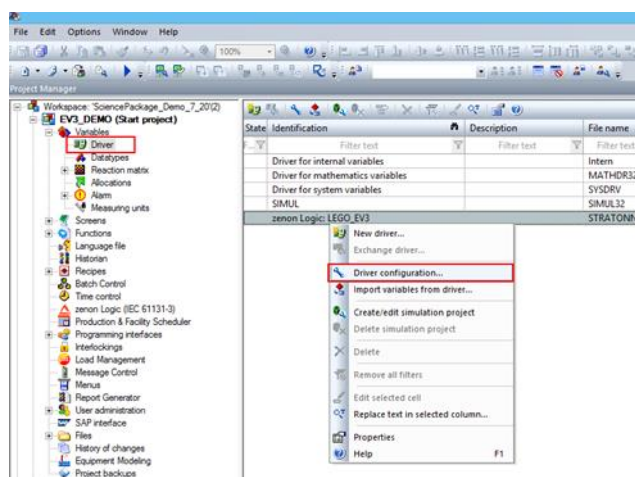 File Edit Options Window Help
100%
Project Manager
Workspace: 'SciencePackage_Demo_7_20'(2)
EV3_DEMO (Start project)
Variables
Driver
Datatypes
Reaction matrix
Allocations
Alarm
Measuring units
Screens
Functions
Language file
Historian
Recipes
Batch Control
Time control
zenon Logic (IEC 61131-3)
Production & Facility Scheduler
Programming interfaces
Interlockings
Load Management
Message Control
Menus
Report Generator
User administration
SAP interface
Files
History of changes
Equipment Modeling
Project backups
State Identification Description File name
F... Filter text Filter text Filter text
Driver for internal variables Intern
Driver for mathematics variables MATHDR32
Driver for system variables SYSDRV
SIMUL SIMUL32
zenon Logic: LEGO_EV3 STRATONN
New driver...
Exchange driver...
Driver configuration...
Import variables from driver...
Create/edit simulation project
Delete simulation project
Delete
Remove all filters
Edit selected cell
Replace text in selected column...
Properties
Help F1